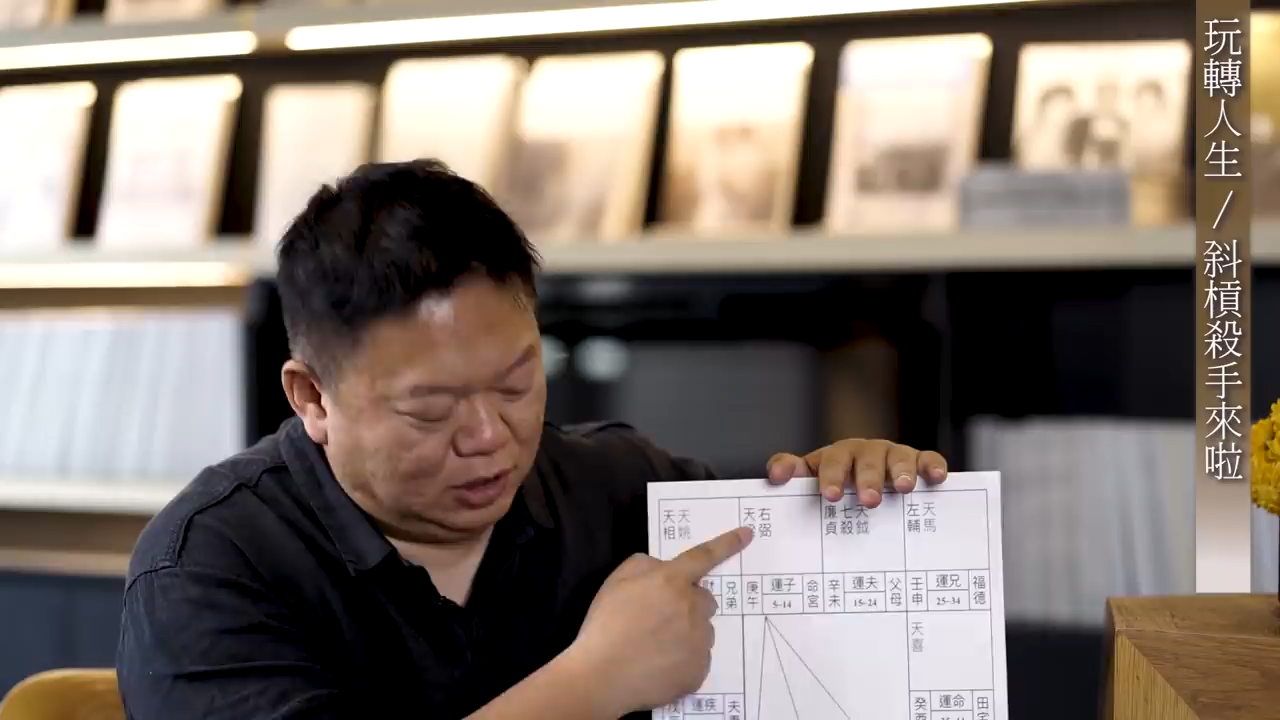 玩轉人生 / 斜槓殺手來啦
天相 天姚
天 右弼
廉貞 七殺 天鉞
左輔 天馬
兄弟
庚午 運子 5-14 命宮
辛未 運夫 15-24 父母
壬申 運兄 25-34 福德
天喜
運疾
癸酉 運命 田宅